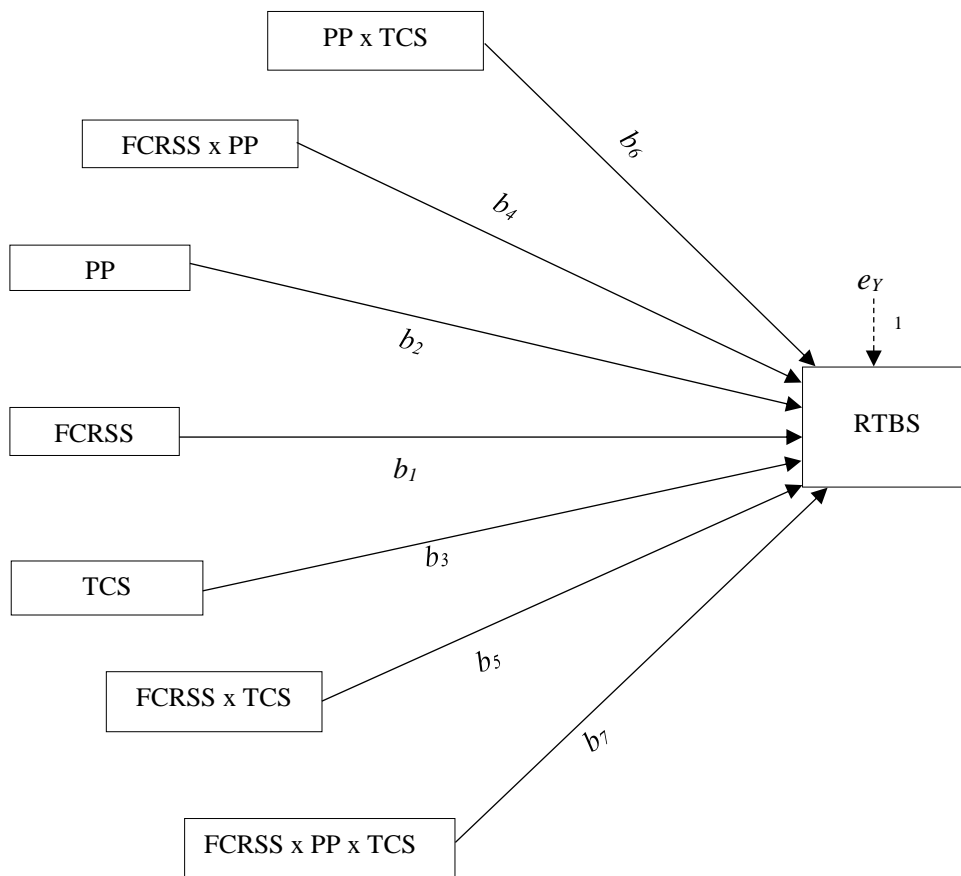 PP x TCS
FCRSS x PP
b6
b4
PP
eY
1
b2
FCRSS
RTBS
b1
TCS
b3
FCRSS x TCS
b5
b7
FCRSS x PP x TCS